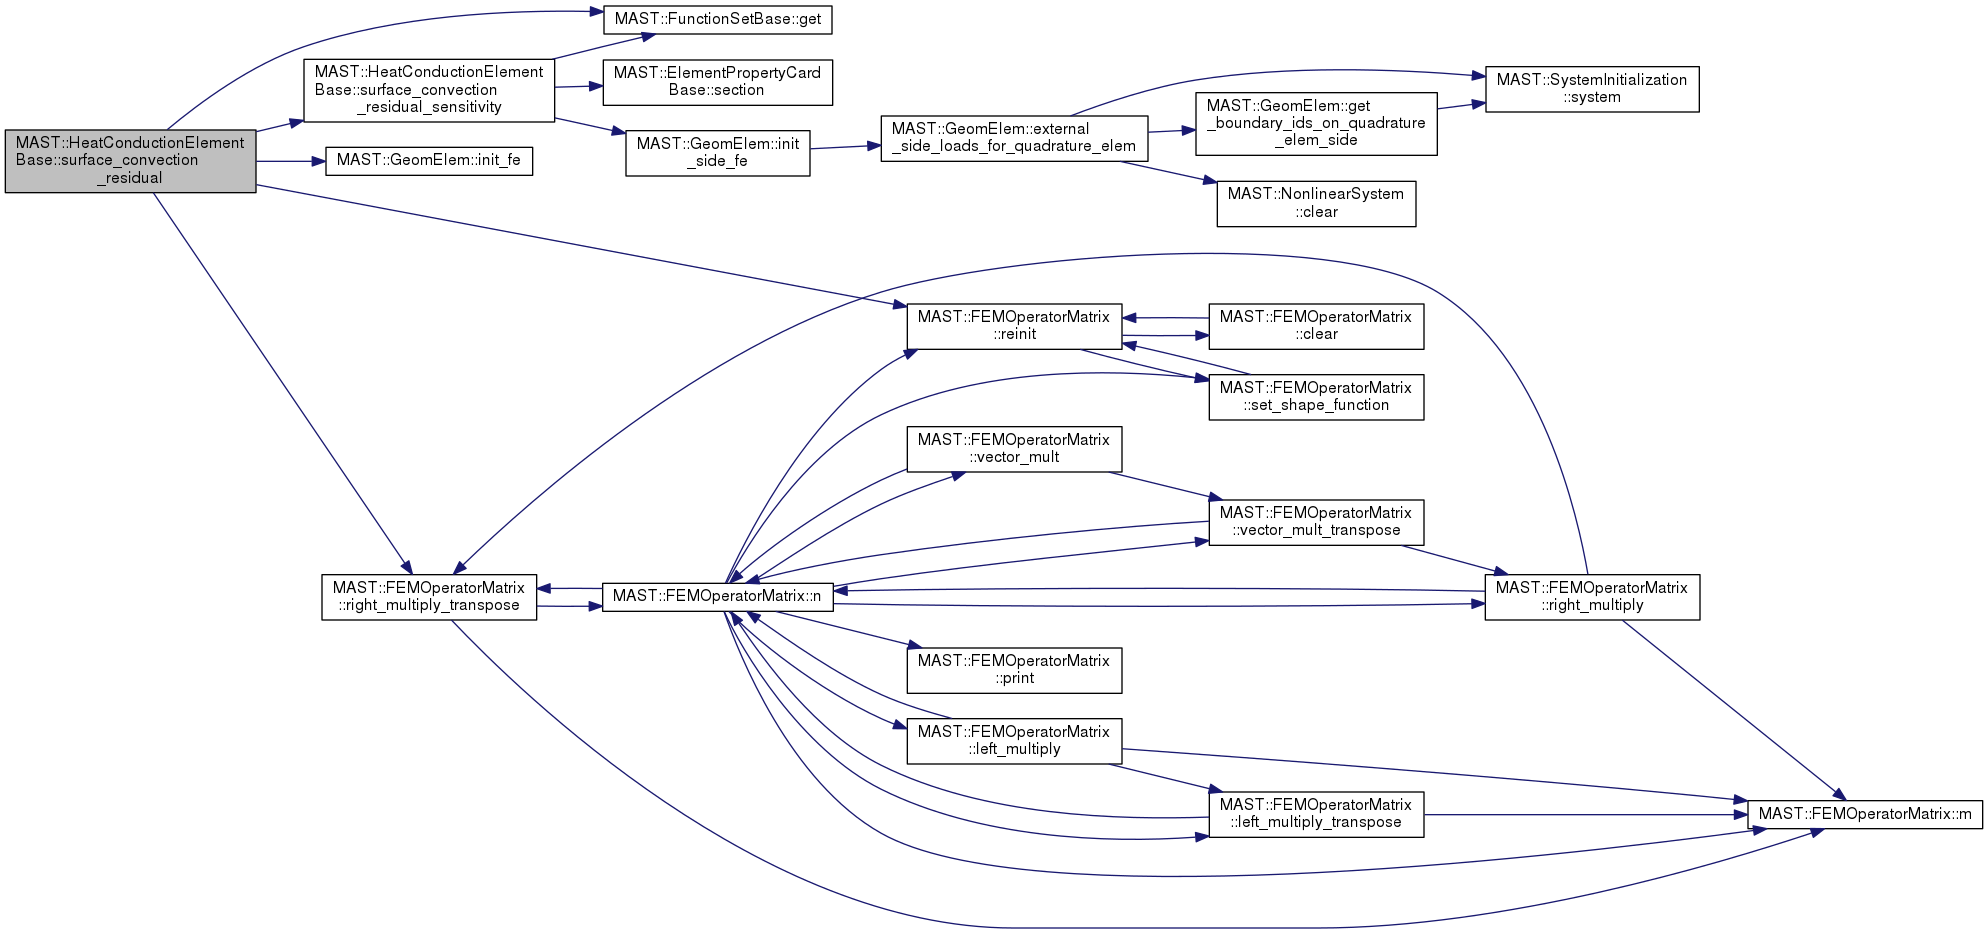 MAST::HeatConductionElement
Base::surface_convection
_residual
MAST::FunctionSetBase::get
MAST::HeatConductionElement
Base::surface_convection
_residual_sensitivity
MAST::ElementPropertyCard
Base::section
MAST::GeomElem::init_fe
MAST::GeomElem::init
_side_fe
MAST::GeomElem::external
_side_loads_for_quadrature_elem
MAST::SystemInitialization
::system
MAST::GeomElem::get
_boundary_ids_on_quadrature
_elem_side
MAST::NonlinearSystem
::clear
MAST::FEMOperatorMatrix
::reinit
MAST::FEMOperatorMatrix
::clear
MAST::FEMOperatorMatrix
::set_shape_function
MAST::FEMOperatorMatrix
::vector_mult
MAST::FEMOperatorMatrix
::vector_mult_transpose
MAST::FEMOperatorMatrix
::right_multiply_transpose
MAST::FEMOperatorMatrix::n
MAST::FEMOperatorMatrix
::right_multiply
MAST::FEMOperatorMatrix
::print
MAST::FEMOperatorMatrix
::left_multiply
MAST::FEMOperatorMatrix
::left_multiply_transpose
MAST::FEMOperatorMatrix::m